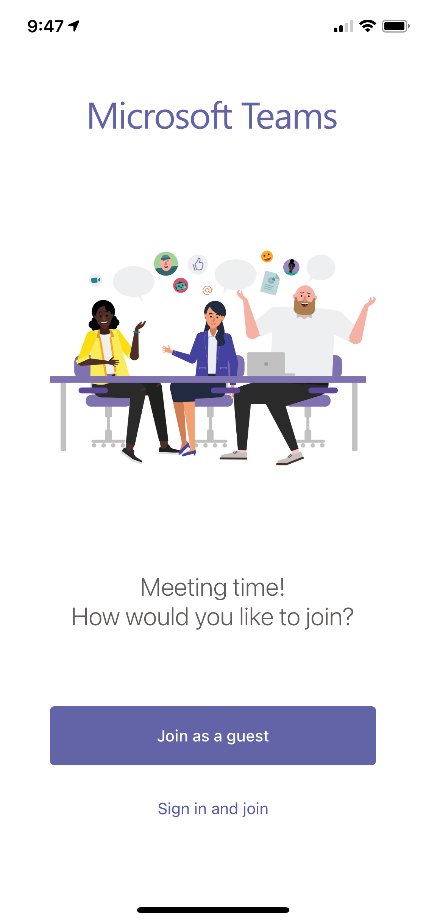 9:47
Microsoft Teams
@
Meeting time!
How would you like to join?
Join as a guest
Sign in and join